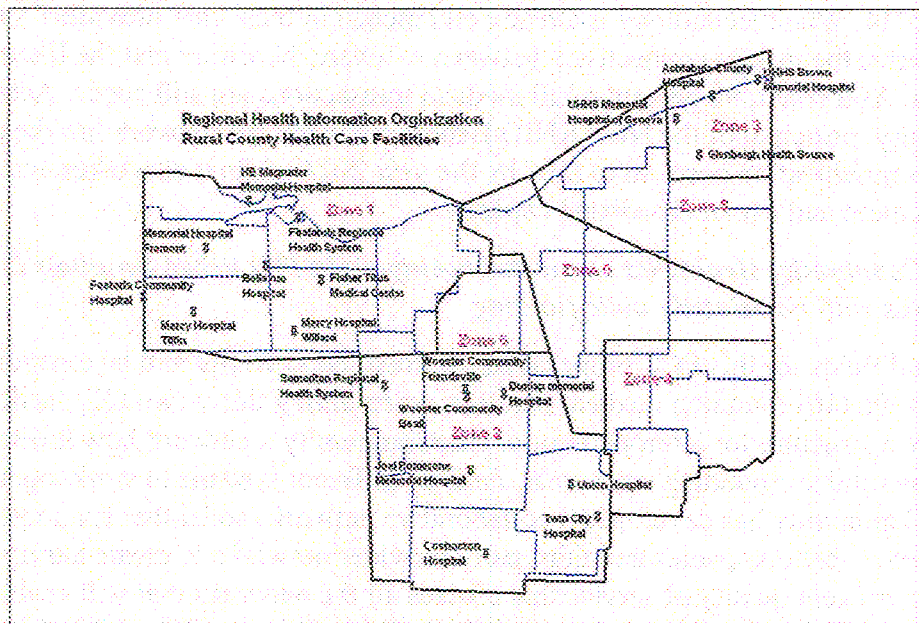 Ashtabula County
Hospital
UHHS Brown
Memorial Hospital
UHHS Memorial
Hospital of Geneva
Regional Health Information Orginization
Rural County Health Care Facilities
Zone 3
Glenbeigh Health Source
HB Magruder
Memorial Hospital
Zone 1
Zone 5
Memorial Hospital
Fremont
Firelands Regional
Health System
Zone 6
Bellevue
Hospital
Fisher Titus
Medical Center
Fostoria Community
Hospital
Mercy Hospital
Tiffin
Mercy Hospital
Willard
Zone 6
Wooster Community
Samaritan Regional
Health System
Zone 4
Dunlap memorial
Hospital
Wooster Community
Zone 2
Joel Pomerene
Memorial Hospital
Union Hospital
Twin City
Hospital
Coshocton
Hospital